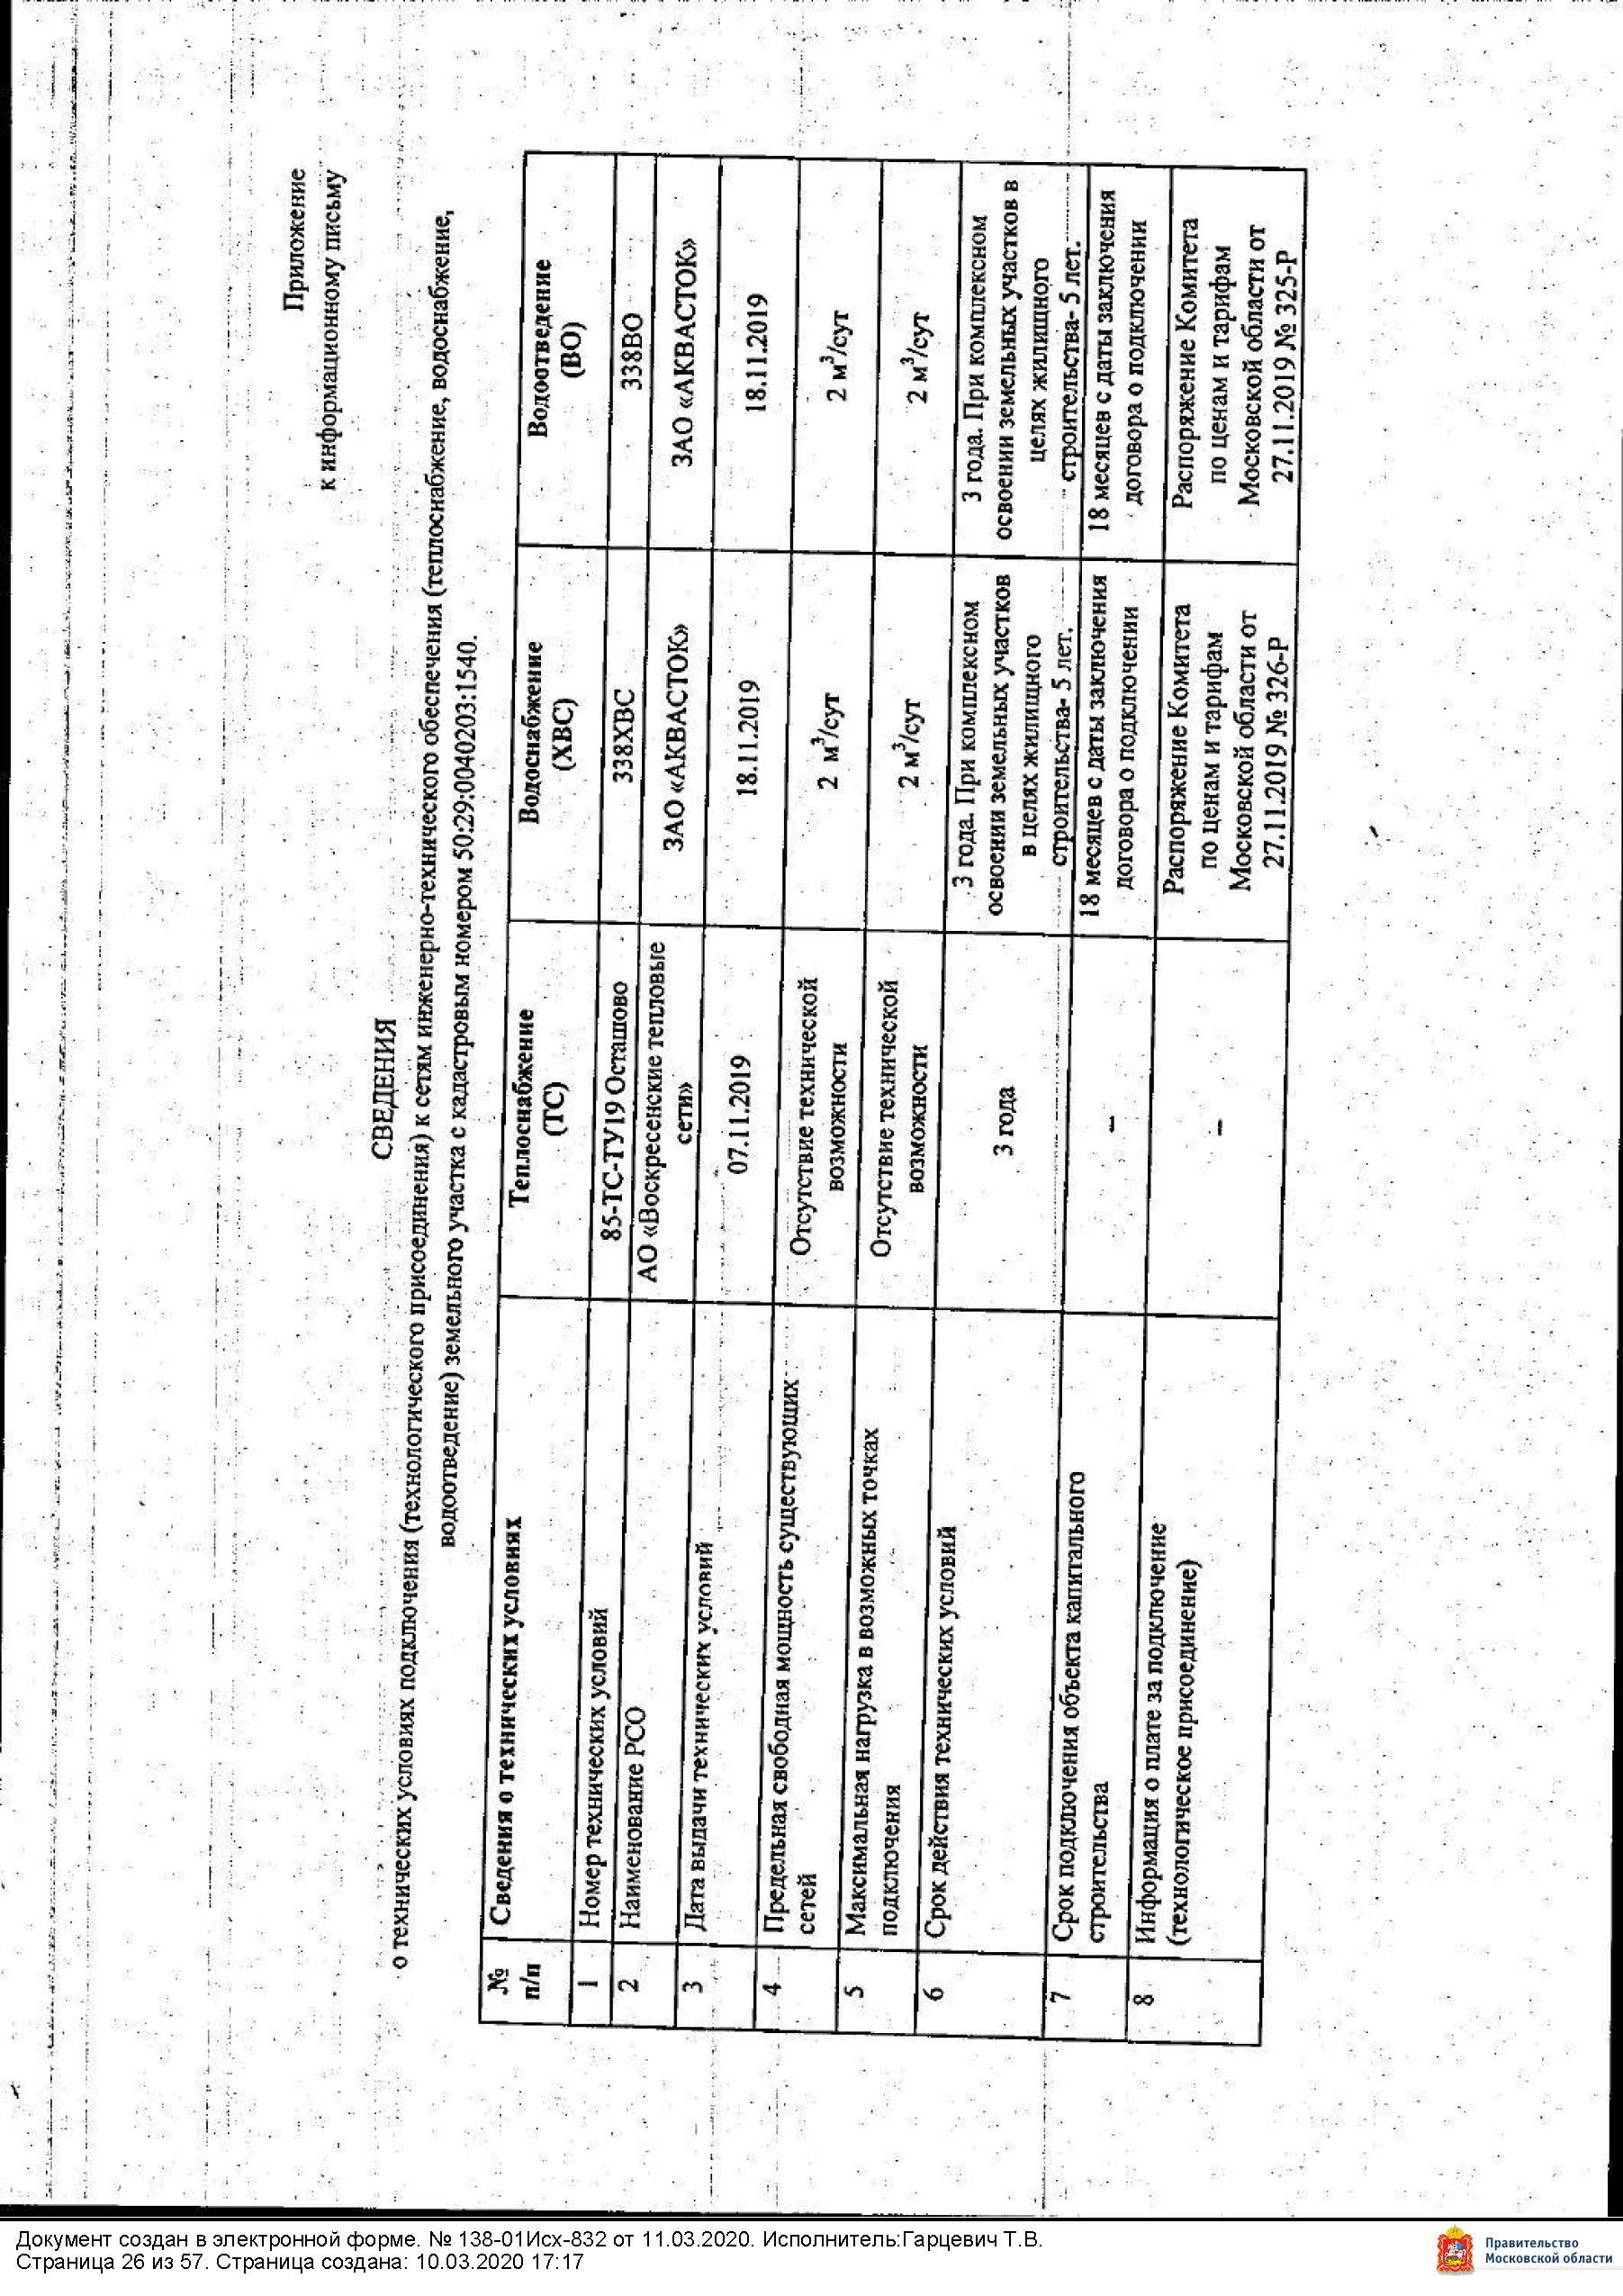 Приложение
к информационному письму
СВЕДЕНИЯ
о технических условиях подключения (технологического присоединения) к сетям инженерно-технического обеспечения (теплоснабжение, водоснабжение,
водоотведение) земельного участка с кадастровым номером 50:29:0040203:1540.
№ п/п Сведения о технических условиях Теплоснабжение (ТС) Водоснабжение (ХВС) Водоотведение (ВО)
1 Номер технических условий 85-ТС-ТУ19 Осташово 338ХВС 338ВО
2 Наименование РСО АО «Воскресенские тепловые сети» ЗАО «АКВАСТОК» ЗАО «АКВАСТОК»
3 Дата выдачи технических условий 07.11.2019 18.11.2019 18.11.2019
4 Предельная свободная мощность существующих сетей Отсутствие технической возможности 2 м³/сут 2 м³/сут
5 Максимальная нагрузка в возможных точках подключения Отсутствие технической возможности 2 м³/сут 2 м³/сут
6 Срок действия технических условий 3 года 3 года. При комплексном освоении земельных участков в целях жилищного строительства- 5 лет. 3 года. При комплексном освоении земельных участков в целях жилищного строительства- 5 лет.
7 Срок подключения объекта капитального строительства – 18 месяцев с даты заключения договора о подключении 18 месяцев с даты заключения договора о подключении
8 Информация о плате за подключение (технологическое присоединение) – Распоряжение Комитета по ценам и тарифам Московской области от 27.11.2019 № 326-Р Распоряжение Комитета по ценам и тарифам Московской области от 27.11.2019 № 325-Р
Документ создан в электронной форме. № 138-01Исх-832 от 11.03.2020. Исполнитель:Гарцевич Т.В.
Страница 26 из 57. Страница создана: 10.03.2020 17:17
Правительство
Московской области